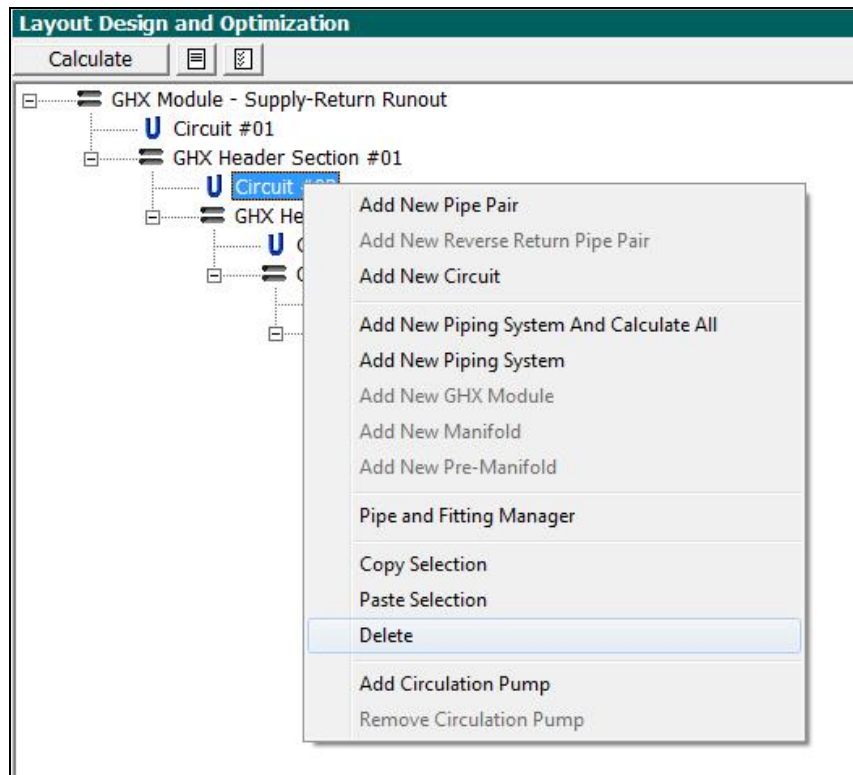 Layout Design and Optimization
Calculate
GHX Module - Supply-Return Runout
Circuit #01
GHX Header Section #01
Circuit
GHX He
Add New Pipe Pair
Add New Reverse Return Pipe Pair
Add New Circuit
Add New Piping System And Calculate All
Add New Piping System
Add New GHX Module
Add New Manifold
Add New Pre-Manifold
Pipe and Fitting Manager
Copy Selection
Paste Selection
Delete
Add Circulation Pump
Remove Circulation Pump